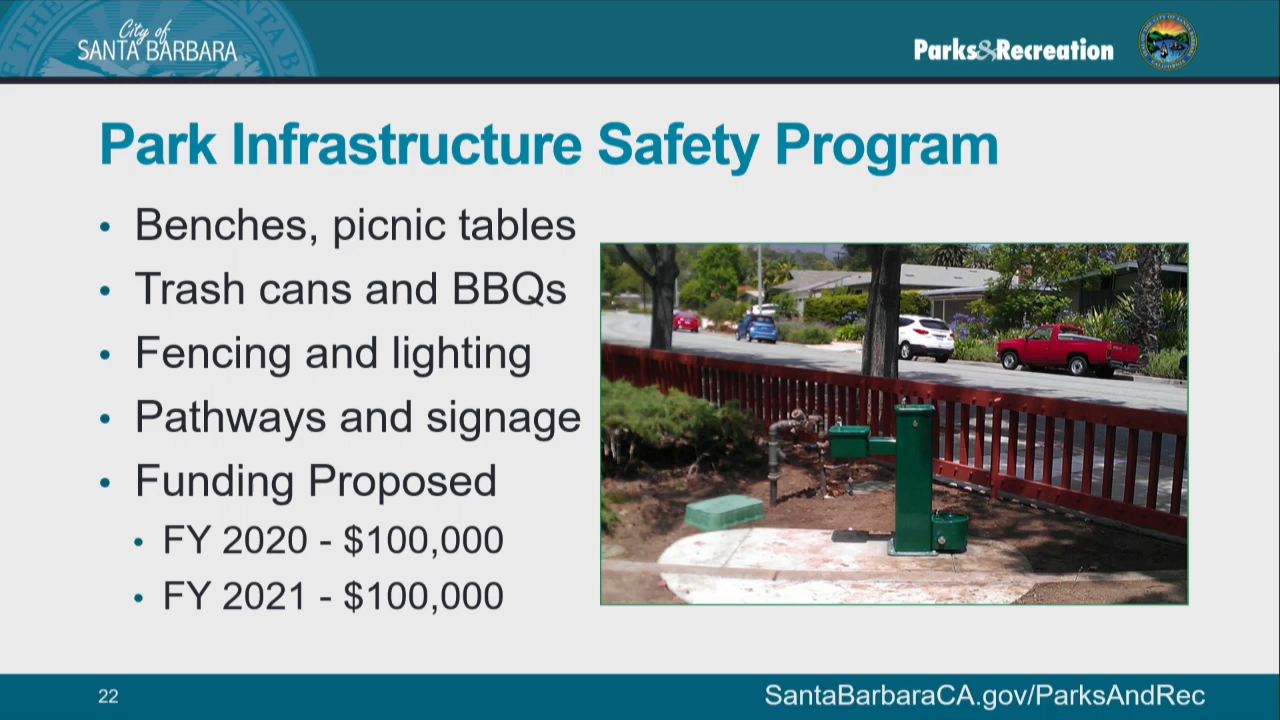 City of
SANTA BARBARA
Parks&Recreation
Park Infrastructure Safety Program
• Benches, picnic tables
• Trash cans and BBQs
• Fencing and lighting
• Pathways and signage
• Funding Proposed
• FY 2020 - $100,000
• FY 2021 - $100,000
22
SantaBarbaraCA.gov/ParksAndRec